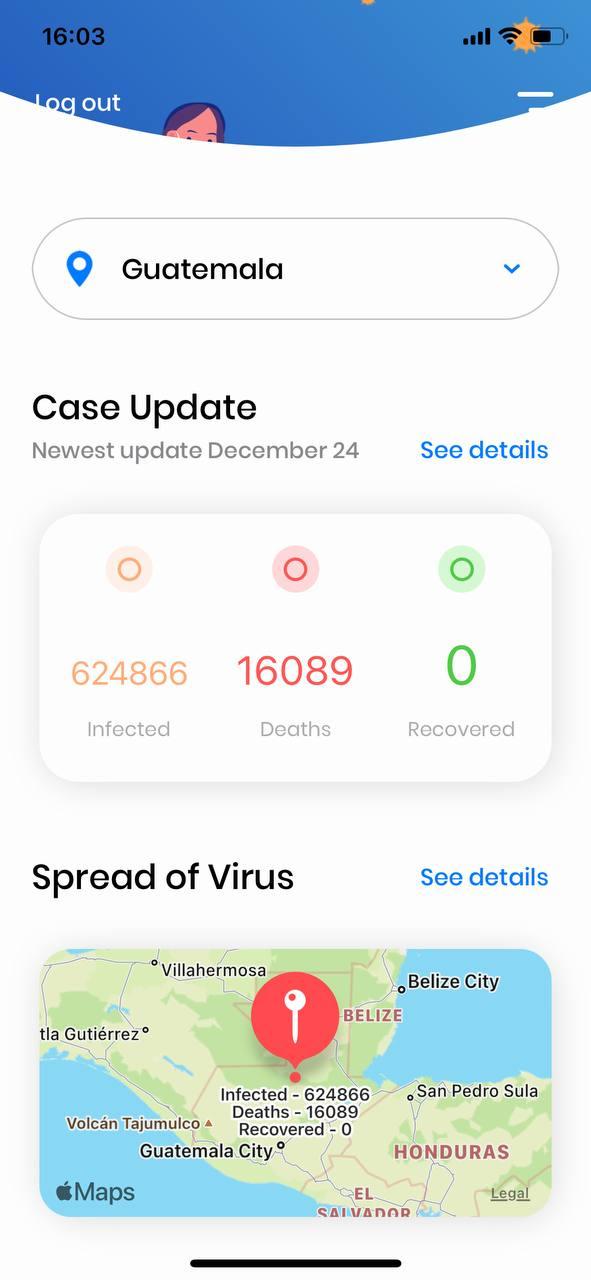 16:03
Log out
Guatemala
Case Update
Newest update December 24
See details
624866
16089
0
Infected
Deaths
Recovered
Spread of Virus
See details
Villahermosa
Belize City
BELIZE
tla Gutiérrez
Infected - 624866
Deaths - 16089
Recovered - 0
San Pedro Sula
Volcán Tajumulco
Guatemala City
HONDURAS
Maps
EL
SALVADOR
Legal